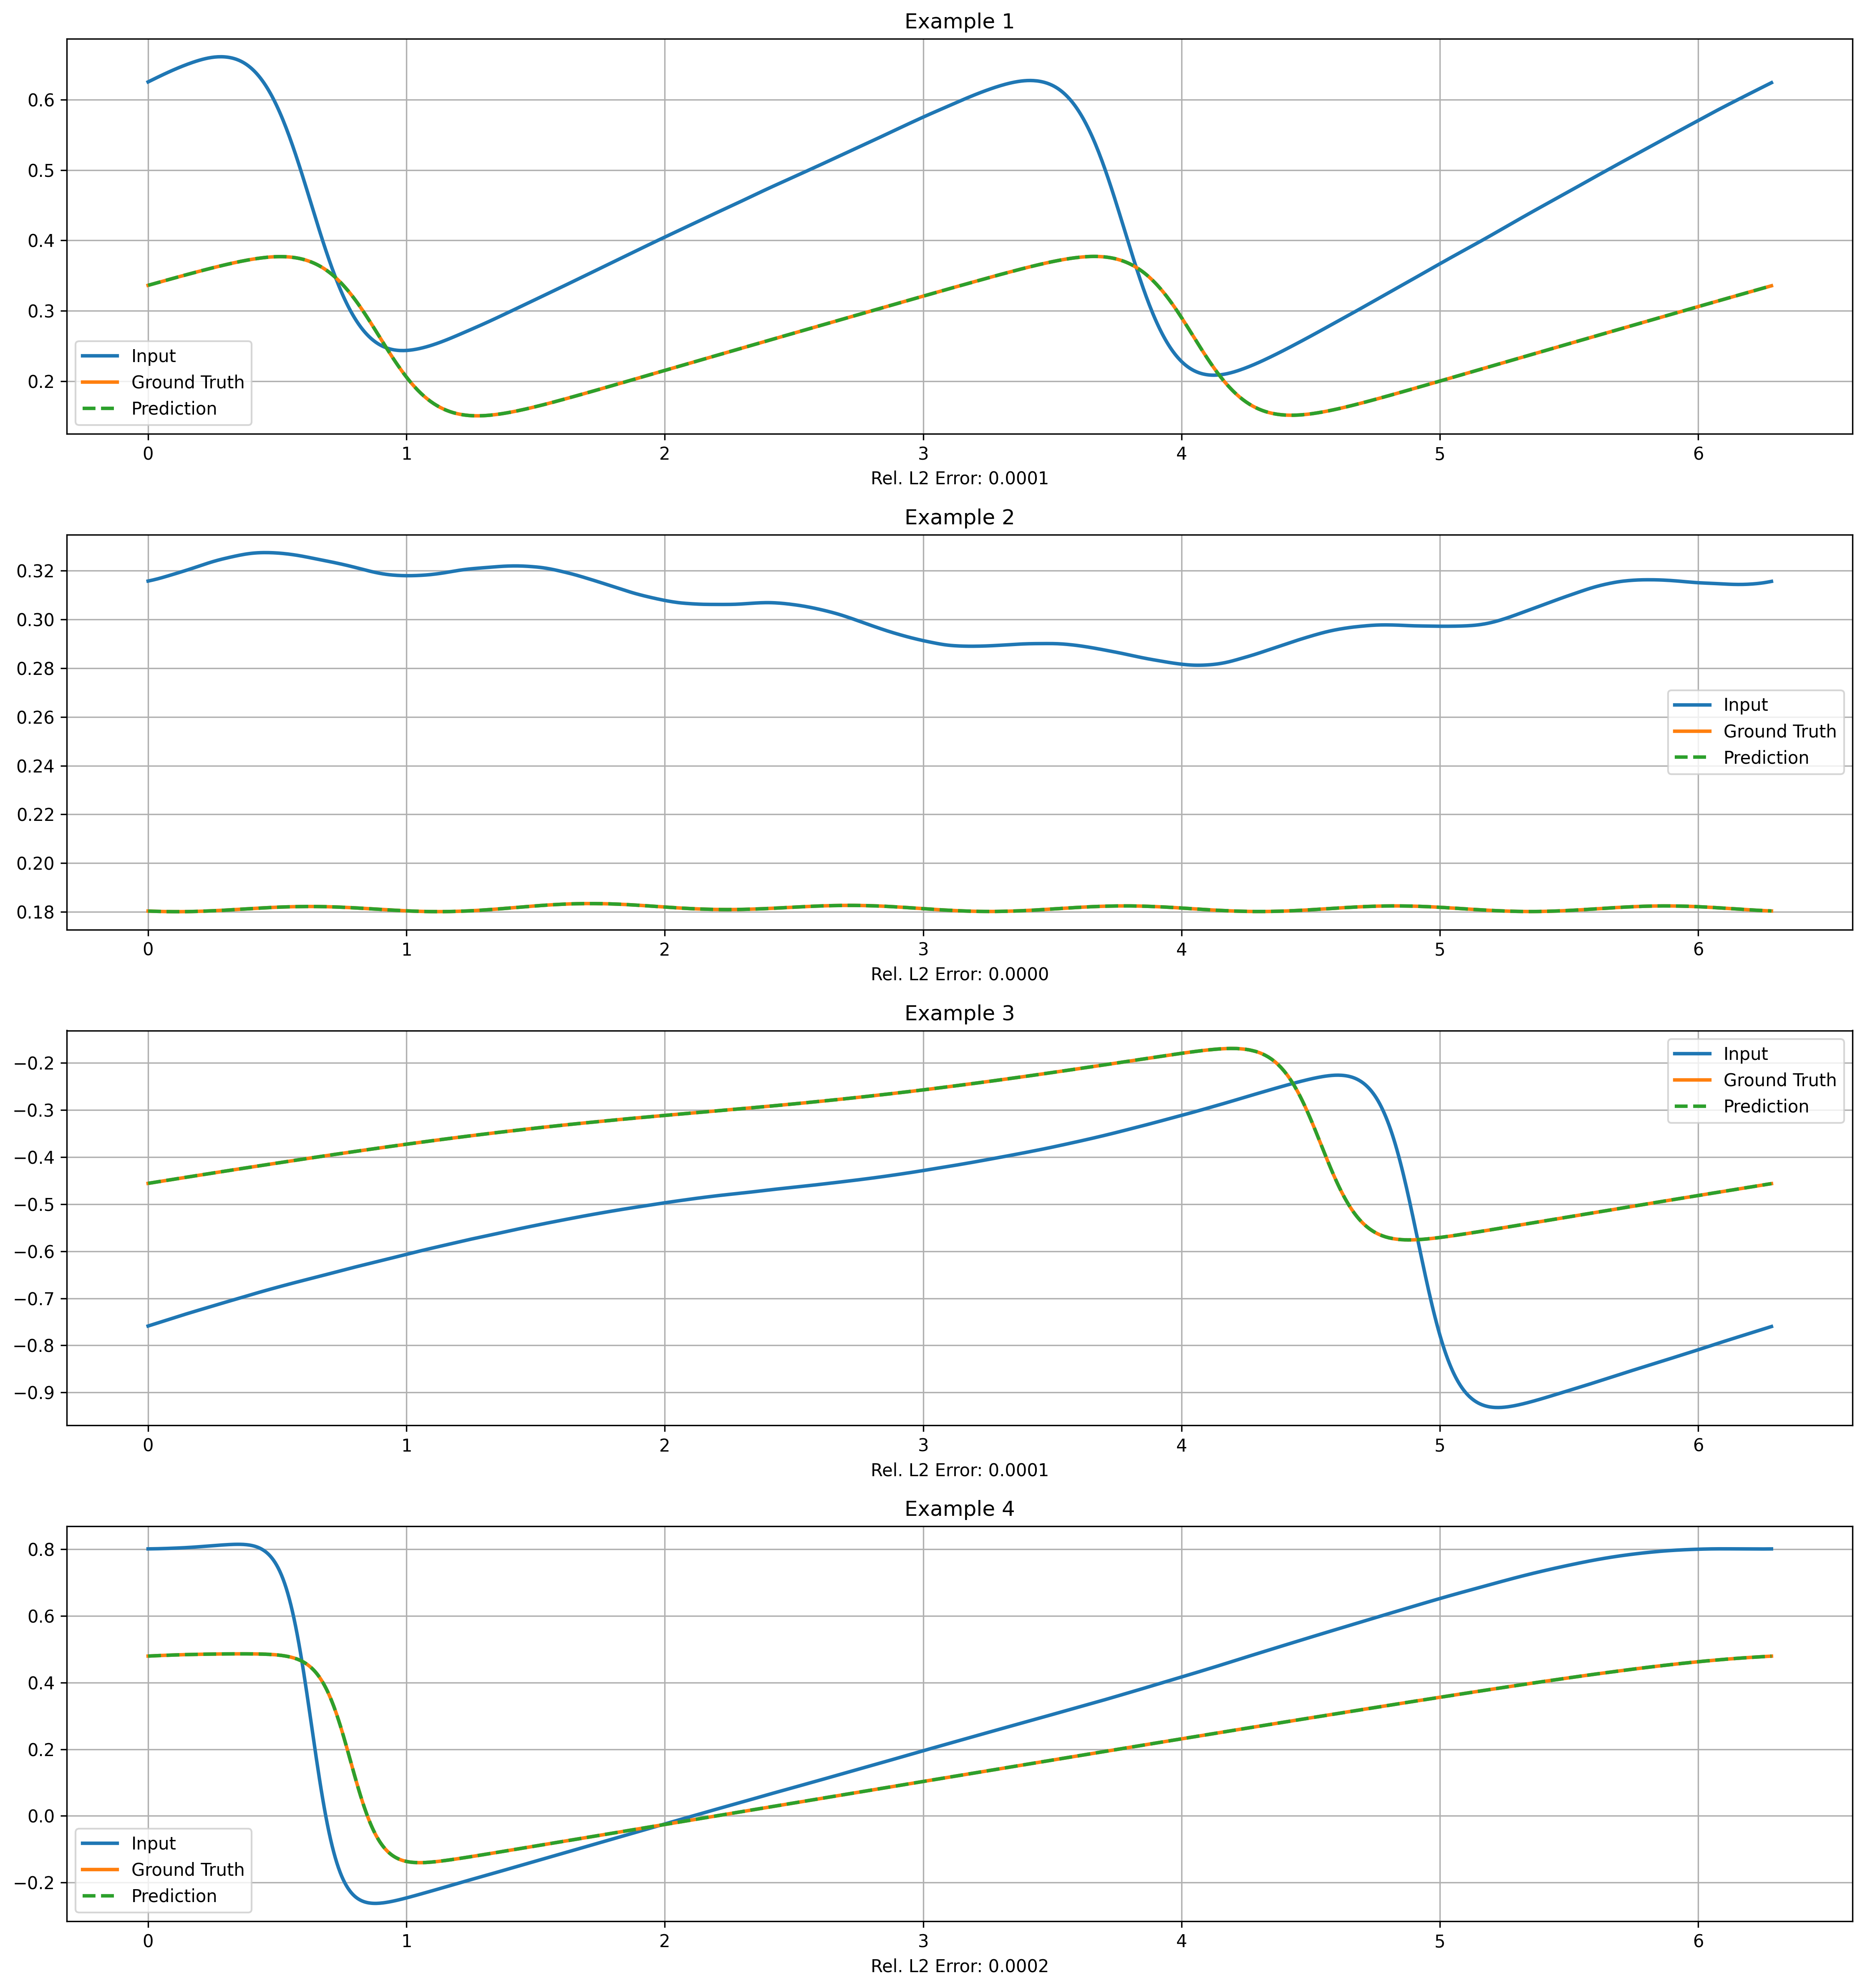 Example 1
0.6
0.5
0.4
0.3
0.2
Input
Ground Truth
Prediction
0 1 2 3 4 5 6
Rel. L2 Error: 0.0001
Example 2
0.32
0.30
0.28
0.26
0.24
0.22
0.20
0.18
Input
Ground Truth
Prediction
0 1 2 3 4 5 6
Rel. L2 Error: 0.0000
Example 3
−0.2
−0.3
−0.4
−0.5
−0.6
−0.7
−0.8
−0.9
Input
Ground Truth
Prediction
0 1 2 3 4 5 6
Rel. L2 Error: 0.0001
Example 4
0.8
0.6
0.4
0.2
0.0
−0.2
Input
Ground Truth
Prediction
0 1 2 3 4 5 6
Rel. L2 Error: 0.0002